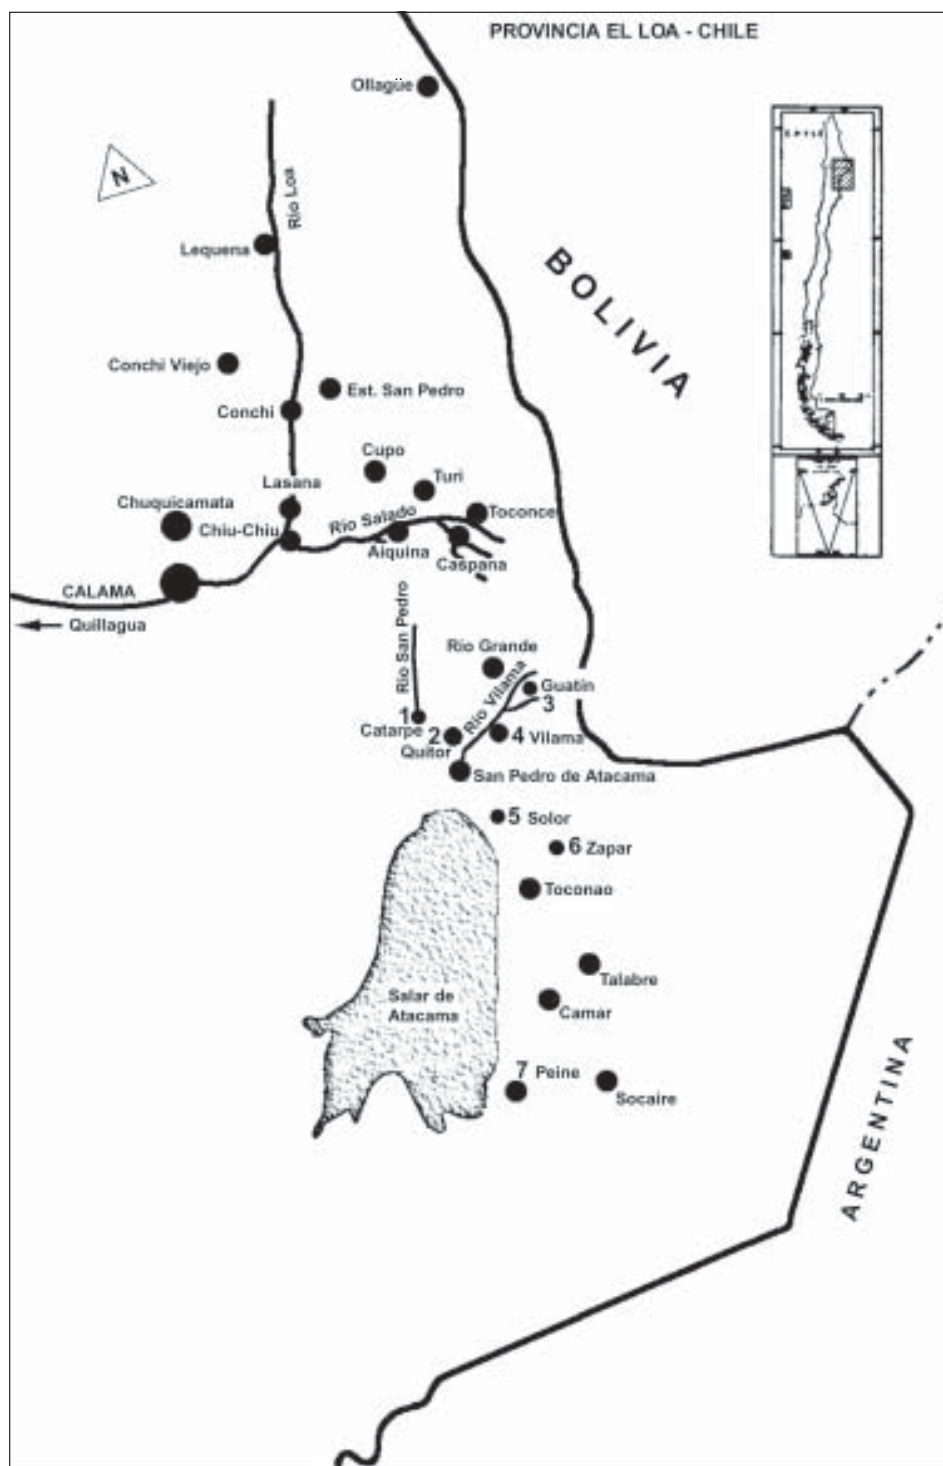 PROVINCIA EL LOA - CHILE
Ollagüe
N
Río Loa
Lequena
BOLIVIA
Conchi Viejo
Est. San Pedro
Conchi
Cupo
Lasana
Turi
Chuquicamata
Toconce
Río Salado
Chiu-Chiu
Aiquina
Caspana
CALAMA
Quillagua
Río San Pedro
Río Grande
Río Vilama
Guatin
3
1
Catarpe
2
Quitor
4 Vilama
San Pedro de Atacama
5 Solor
6 Zapar
Toconao
Talabre
Salar de
Atacama
Camar
7 Peine
Socaire
ARGENTINA